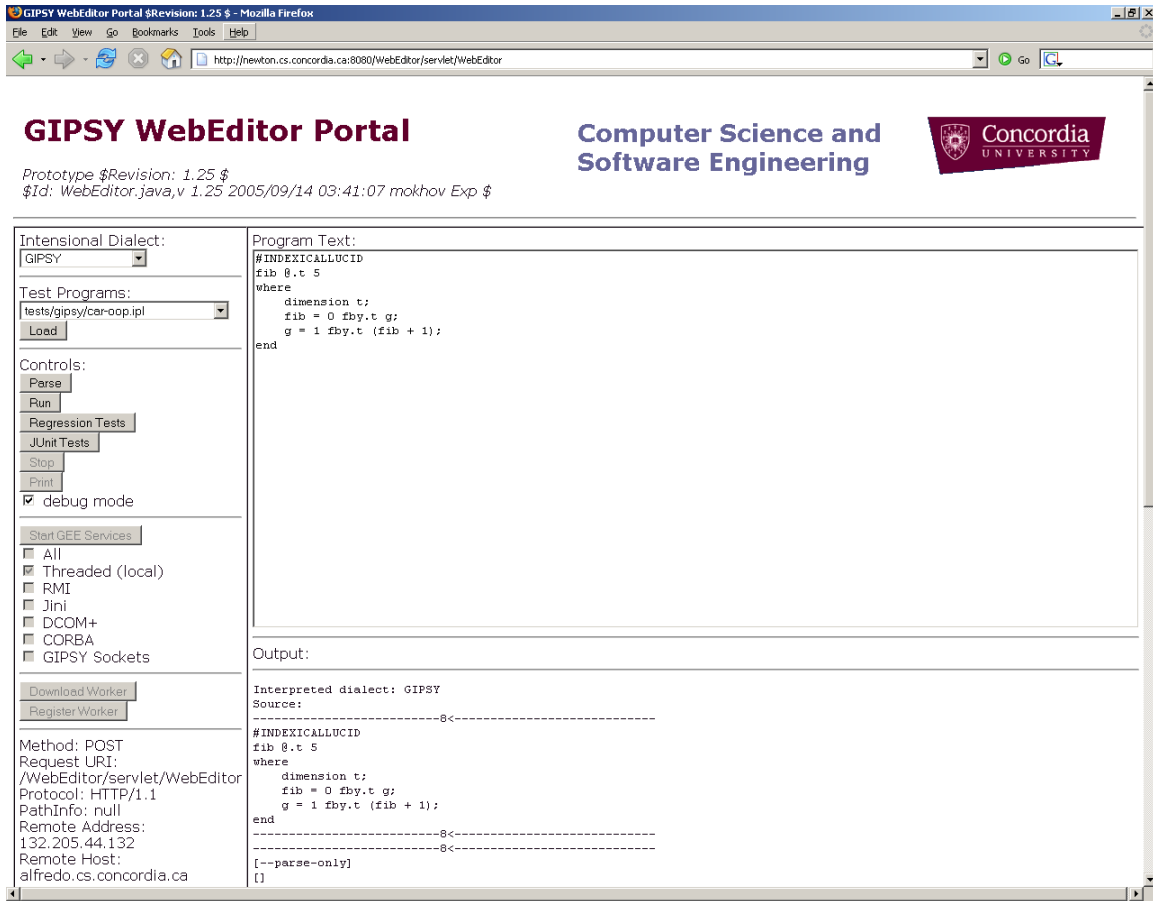 GIPSY WebEditor Portal $Revision: 1.25 $ - Mozilla Firefox
File Edit View Go Bookmarks Tools Help
http://newton.cs.concordia.ca:8080/WebEditor/servlet/WebEditor
Go
G
GIPSY WebEditor Portal
Prototype $Revision: 1.25 $
$Id: WebEditor.java,v 1.25 2005/09/14 03:41:07 mokhov Exp $
Computer Science and
Software Engineering
Concordia
UNIVERSITY
Intensional Dialect:
GIPSY
Test Programs:
tests/gipsy/car-oop.ipl
Load
Controls:
Parse
Run
Regression Tests
JUnit Tests
Stop
Print
debug mode
Start GEE Services
All
Threaded (local)
RMI
Jini
DCOM+
CORBA
GIPSY Sockets
Download Worker
Register Worker
Method: POST
Request URI:
/WebEditor/servlet/WebEditor
Protocol: HTTP/1.1
PathInfo: null
Remote Address:
132.205.44.132
Remote Host:
alfredo.cs.concordia.ca
Program Text:
#INDEXICALLUCID
fib @.t 5
where
    dimension t;
    fib = 0 fby.t g;
    g = 1 fby.t (fib + 1);
end
Output:
Interpreted dialect: GIPSY
Source:
--------------------------8<----------------------------
#INDEXICALLUCID
fib @.t 5
where
    dimension t;
    fib = 0 fby.t g;
    g = 1 fby.t (fib + 1);
end
--------------------------8<----------------------------
--------------------------8<----------------------------
[--parse-only]
[]